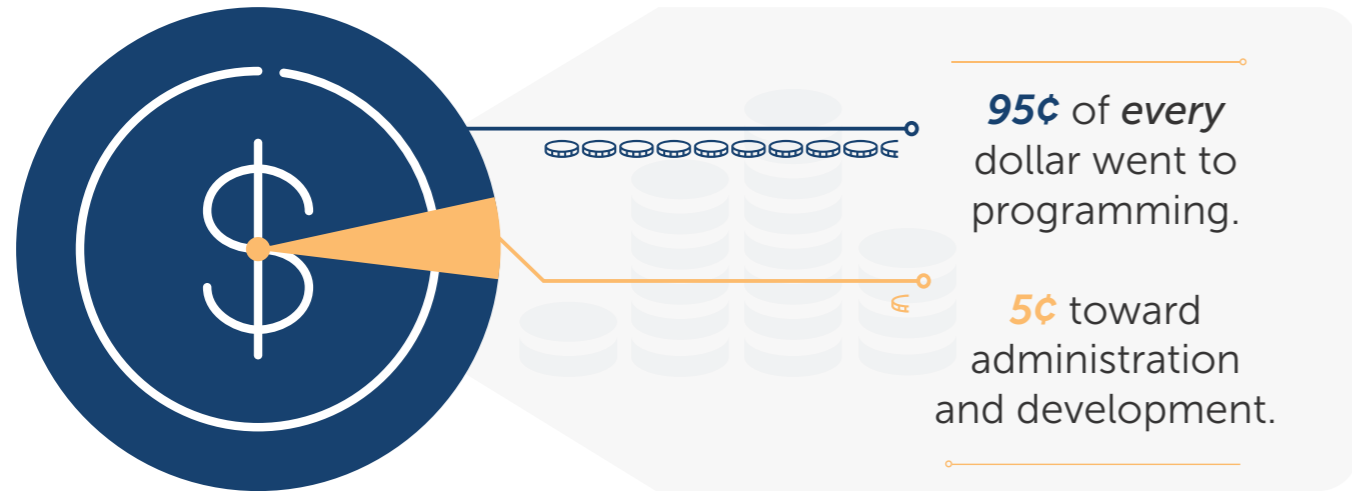 95¢ of every
dollar went to
programming.
5¢ toward
administration
and development.